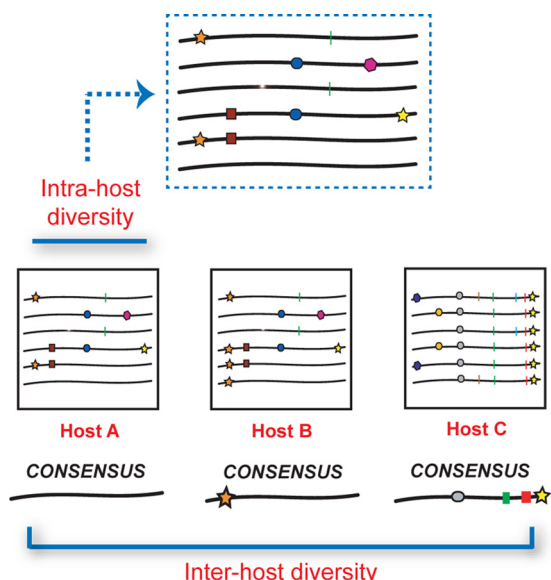 Intra-host
diversity
Host A
Host B
Host C
CONSENSUS
CONSENSUS
CONSENSUS
Inter-host diversity